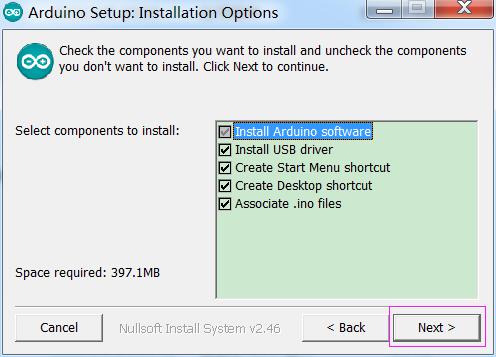 Arduino Setup: Installation Options
Check the components you want to install and uncheck the components
you don't want to install. Click Next to continue.
Select components to install:
Install Arduino software
Install USB driver
Create Start Menu shortcut
Create Desktop shortcut
Associate .ino files
Space required: 397.1MB
Cancel
Nullsoft Install System v2.46
< Back
Next >